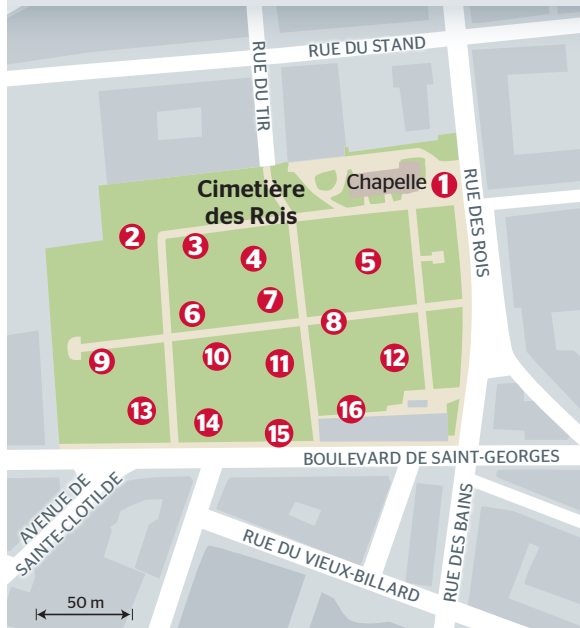 RUE DU STAND
RUE DU TIR
Chapelle
1
Cimetière
des Rois
RUE DES ROIS
2
3
4
5
6
7
8
9
10
11
12
13
14
15
16
BOULEVARD DE SAINT-GEORGES
AVENUE DE
SAINTE-CLOTILDE
RUE DES BAINS
RUE DU VIEUX-BILLARD
50 m